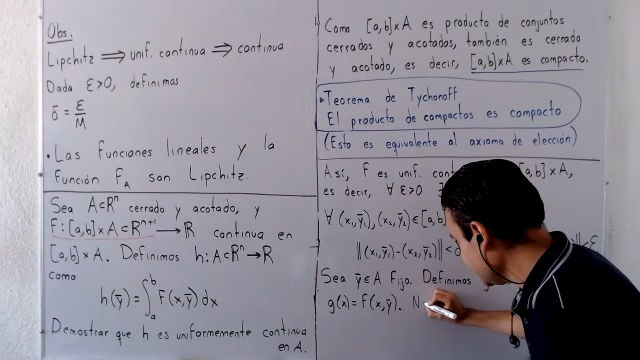 Obs.
Lipchitz ⟹ unif. continua ⟹ continua
Dada ε>0, definimos
δ = ε/M
• Las funciones lineales y la
función F_A son Lipchitz.
Sea A⊂R^n cerrado y acotado, y
F:[a,b]×A⊂R^(n+1)→R continua en
[a,b]×A. Definimos h:A⊂R^n→R
como
h(ȳ)=∫_a^b F(x,ȳ)dx
Demostrar que h es uniformemente continua
en A.
Como [a,b]×A es producto de conjuntos
cerrados y acotados, también es cerrado
y acotado, es decir, [a,b]×A es compacto.
*Teorema de Tychonoff
El producto de compactos es compacto
(Esto es equivalente al axioma de elección)
Así, F es unif. cont [a,b]×A,
es decir, ∀ ε>0
∀ (x₁,ȳ₁),(x₂,ȳ₂)∈[a,b]
‖(x₁,ȳ₁)-(x₂,ȳ₂)‖<δ ‖<ε
Sea ȳ∈A fijo. Definimos
g(x)=F(x,ȳ). N